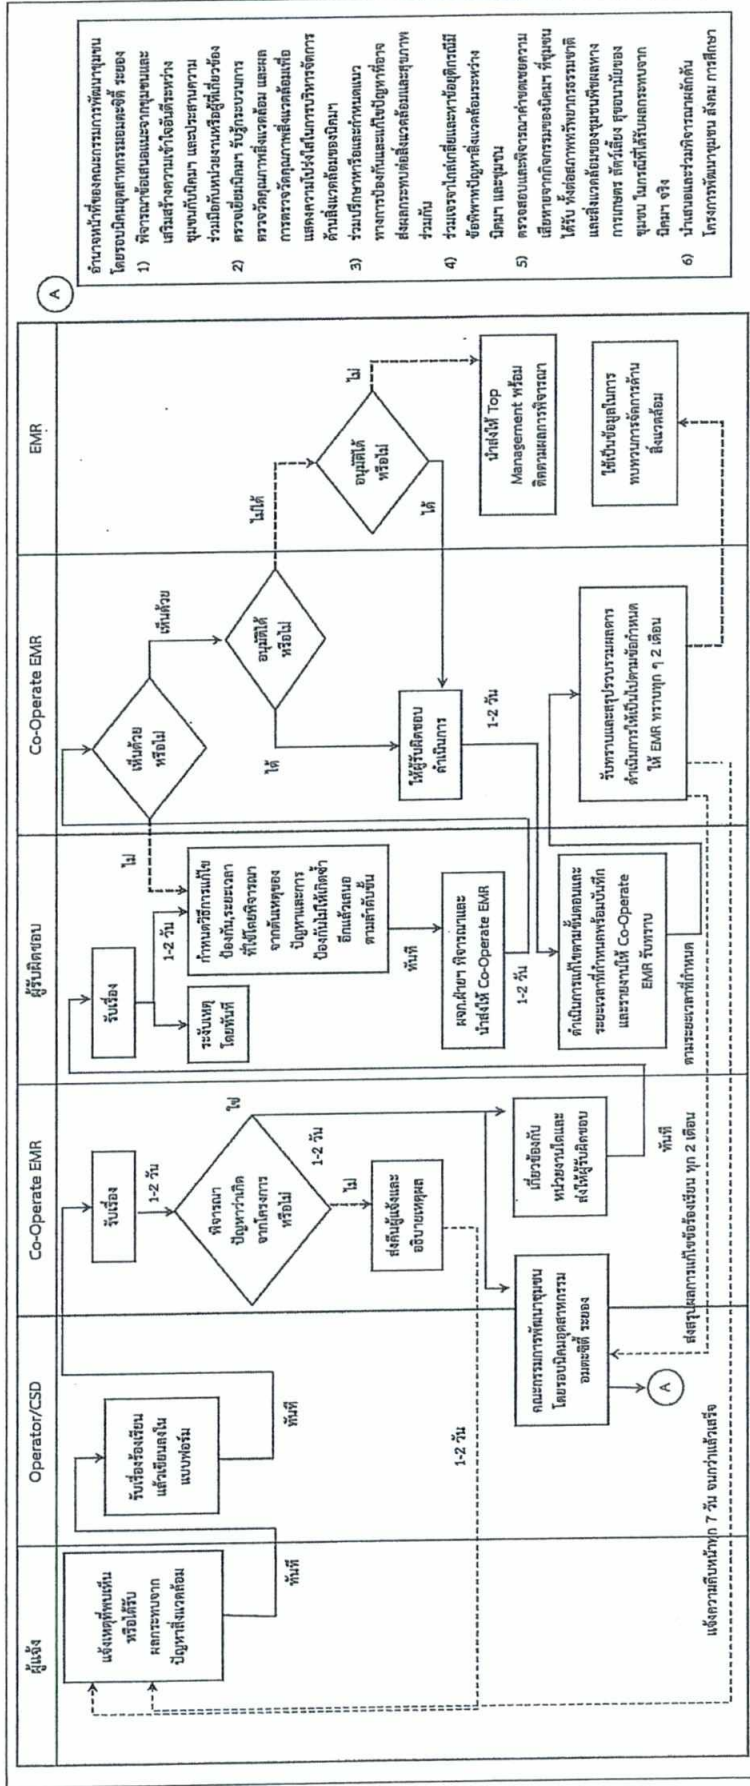 ผู้แจ้ง
Operator/CSD
Co-Operate EMR
ผู้รับผิดชอบ
Co-Operate EMR
EMR
แจ้งเหตุที่พบเห็น
หรือได้รับ
ผลกระทบจาก
ปัญหาสิ่งแวดล้อม
ทันที
รับเรื่องร้องเรียน
แล้วเขียนลงใน
แบบฟอร์ม
ทันที
รับเรื่อง
1-2 วัน
พิจารณา
ปัญหาว่าเกิด
จากโครงการ
หรือไม่
ใช่
1-2 วัน
ไม่
ส่งคืนผู้แจ้งและ
อธิบายเหตุผล
1-2 วัน
คณะกรรมการพัฒนาชุมชน
โดยรอบนิคมอุตสาหกรรม
อมตะซิตี้ ระยอง
A
เกี่ยวข้องกับ
หน่วยงานใดและ
ส่งให้ผู้รับผิดชอบ
ทันที
รับเรื่อง
1-2 วัน
ระงับเหตุ
โดยทันที
กำหนดวิธีการแก้ไข
ป้องกัน,ระยะเวลา
ที่ใช้โดยพิจารณา
จากต้นเหตุของ
ปัญหาและการ
ป้องกันไม่ให้เกิดซ้ำ
อีกแล้วเสนอ
ตามลำดับขั้น
ทันที
ผจก.ฝ่ายฯ พิจารณาและ
นำส่งให้ Co-Operate EMR
1-2 วัน
ดำเนินการแก้ไขตามขั้นตอนและ
ระยะเวลาที่กำหนดพร้อมบันทึก
และรายงานให้ Co-Operate
EMR รับทราบ
ตามระยะเวลาที่กำหนด
เห็นด้วย
หรือไม่
ไม่
เห็นด้วย
อนุมัติได้
หรือไม่
ไม่ได้
ได้
ให้ผู้รับผิดชอบ
ดำเนินการ
1-2 วัน
รับทราบและสรุปรวบรวมผลการ
ดำเนินการให้เป็นไปตามข้อกำหนด
ให้ EMR ทราบทุก ๆ 2 เดือน
อนุมัติได้
หรือไม่
ไม่
ได้
นำส่งให้ Top
Management พร้อม
ติดตามผลการพิจารณา
ใช้เป็นข้อมูลในการ
ทบทวนการจัดการด้าน
สิ่งแวดล้อม
ส่งสรุปผลการแก้ไขข้อร้องเรียน ทุก 2 เดือน
แจ้งความคืบหน้าทุก 7 วัน จนกว่าแล้วเสร็จ
A
อำนาจหน้าที่ของคณะกรรมการพัฒนาชุมชน
โดยรอบนิคมอุตสาหกรรมอมตะซิตี้ ระยอง
1) พิจารณาข้อเสนอแนะจากชุมชนและ
เสริมสร้างความเข้าใจอันดีระหว่าง
ชุมชนกับนิคมฯ และประสานความ
ร่วมมือกับหน่วยงานหรือผู้ที่เกี่ยวข้อง
2) ตรวจเยี่ยมนิคมฯ รับรู้กระบวนการ
ตรวจวัดคุณภาพสิ่งแวดล้อม และผล
การตรวจวัดคุณภาพสิ่งแวดล้อมเพื่อ
แสดงความโปร่งใสในการบริหารจัดการ
ด้านสิ่งแวดล้อมของนิคมฯ
3) ร่วมปรึกษาหารือและกำหนดแนว
ทางการป้องกันและแก้ไขปัญหาที่อาจ
ส่งผลกระทบต่อสิ่งแวดล้อมและสุขภาพ
ร่วมกัน
4) ร่วมเจรจาไกล่เกลี่ยและหาข้อยุติกรณีมี
ข้อพิพาทปัญหาสิ่งแวดล้อมระหว่าง
นิคมฯ และชุมชน
5) ตรวจสอบและพิจารณาค่าชดเชยความ
เสียหายจากกิจกรรมของนิคมฯ ที่ชุมชน
ได้รับ ทั้งต่อสภาพทรัพยากรธรรมชาติ
และสิ่งแวดล้อมของชุมชนพืชผลทาง
การเกษตร สัตว์เลี้ยง สุขอนามัยของ
ชุมชน ในกรณีที่ได้รับผลกระทบจาก
นิคมฯ จริง
6) นำเสนอและร่วมพิจารณาผลักดัน
โครงการพัฒนาชุมชน สังคม การศึกษา